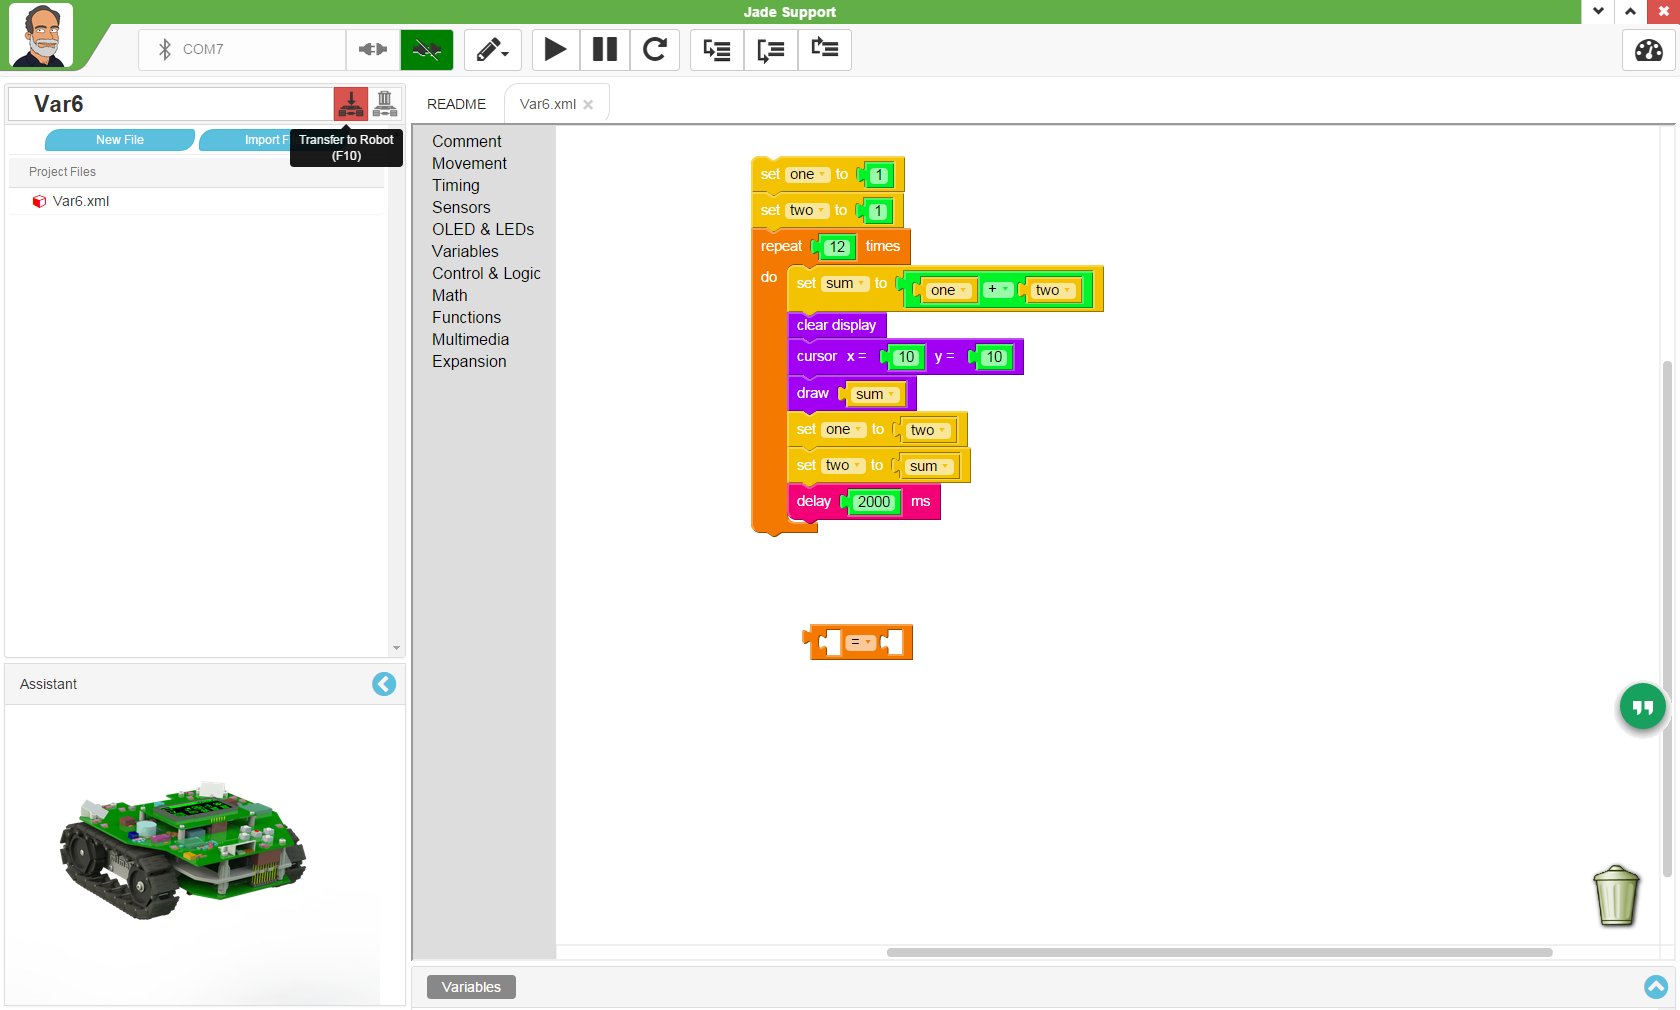 Jade Support
COM7
Var6
New File
Import F
Transfer to Robot
(F10)
Project Files
Var6.xml
Assistant
README
Var6.xml
Comment
Movement
Timing
Sensors
OLED & LEDs
Variables
Control & Logic
Math
Functions
Multimedia
Expansion
set one to 1
set two to 1
repeat 12 times
do
set sum to one + two
clear display
cursor x = 10 y = 10
draw sum
set one to two
set two to sum
delay 2000 ms
=
Variables